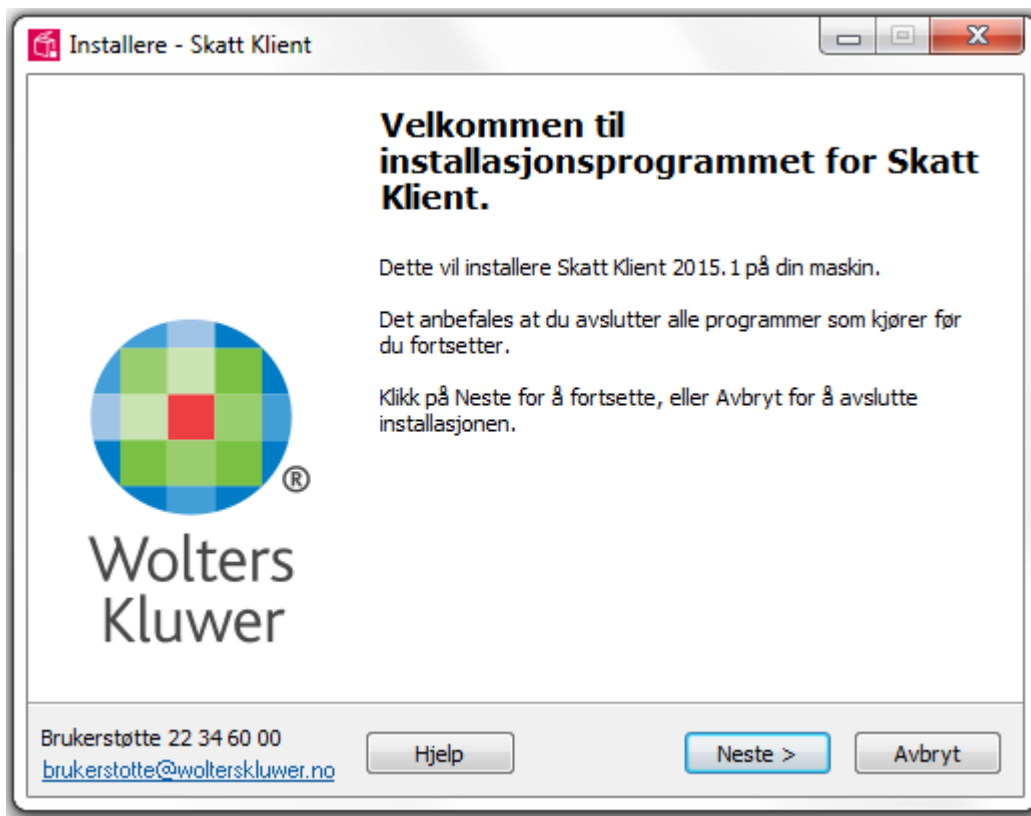 Installere - Skatt Klient
Velkommen til
installasjonsprogrammet for Skatt
Klient.
Dette vil installere Skatt Klient 2015.1 på din maskin.
Det anbefales at du avslutter alle programmer som kjører før
du fortsetter.
Klikk på Neste for å fortsette, eller Avbryt for å avslutte
installasjonen.
®
Wolters
Kluwer
Brukerstøtte 22 34 60 00
brukerstotte@wolterskluwer.no
Hjelp
Neste >
Avbryt